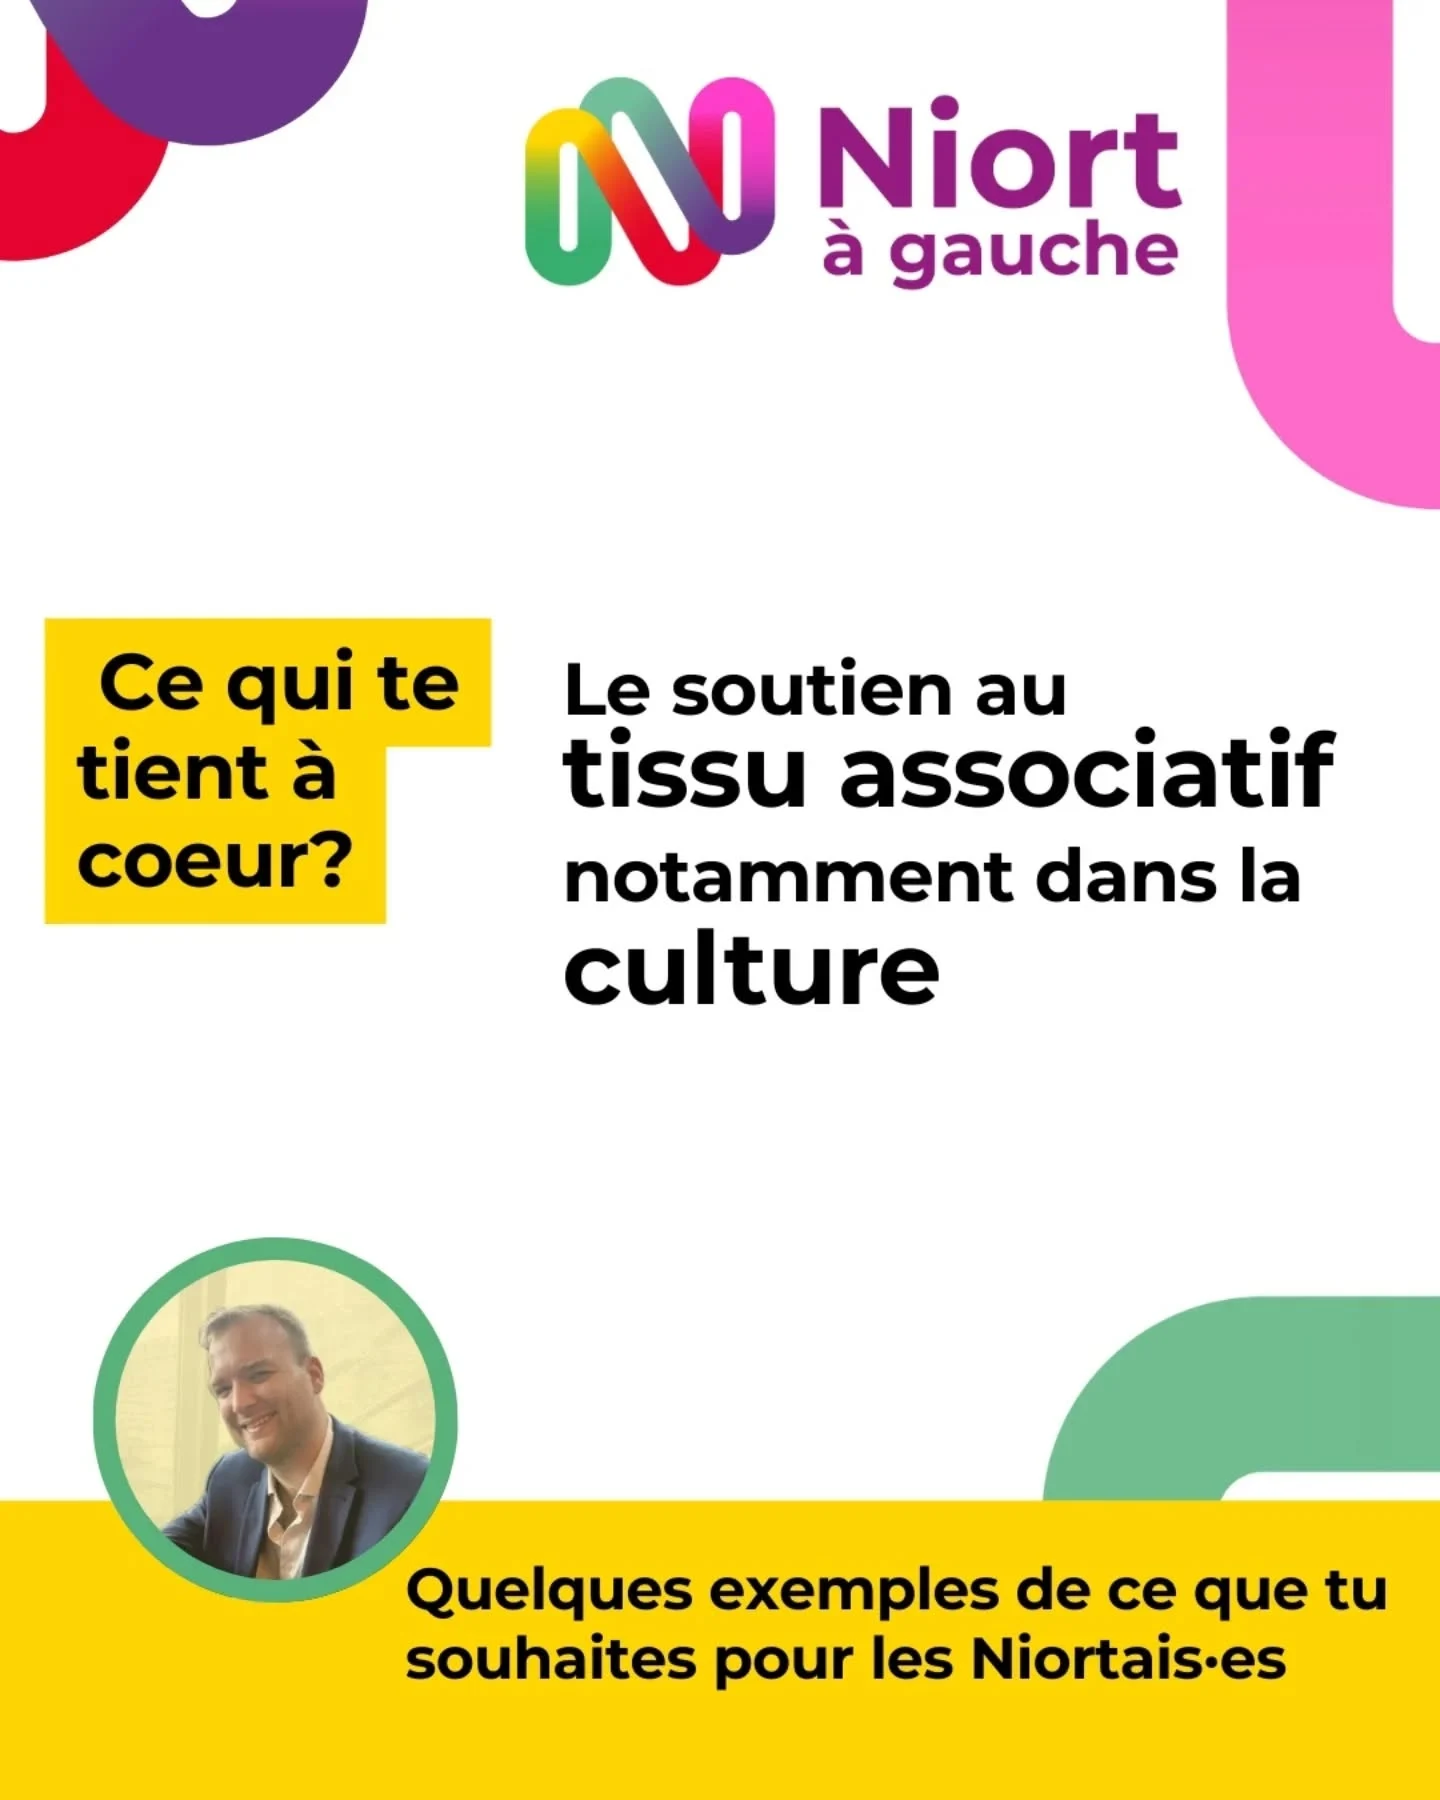 Niort
à gauche
Ce qui te
tient à
coeur?
Le soutien au
tissu associatif
notamment dans la
culture
Quelques exemples de ce que tu
souhaites pour les Niortais·es